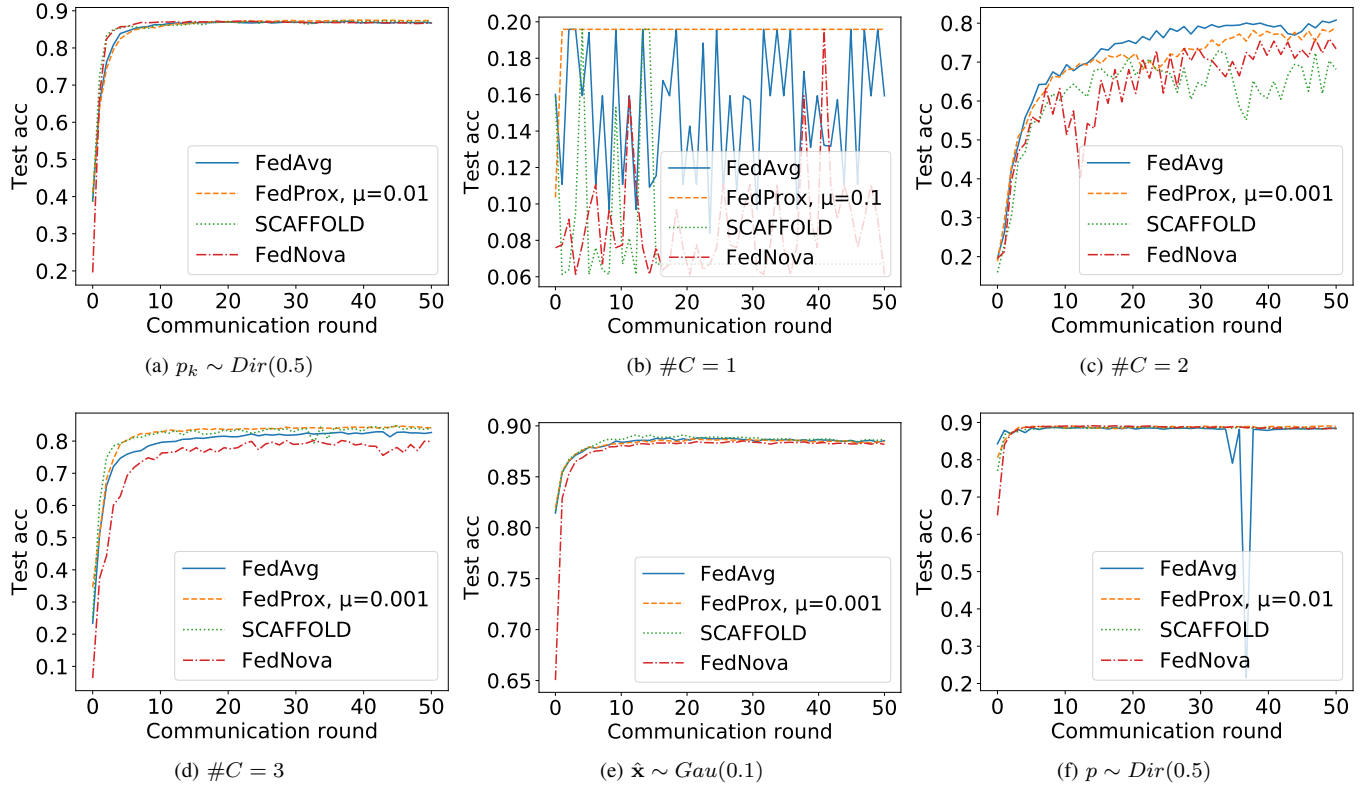 0.9
0.8
0.7
0.6
0.5
0.4
0.3
0.2
Test acc
FedAvg
FedProx, μ=0.01
SCAFFOLD
FedNova
0 10 20 30 40 50
Communication round
(a) p_k ∼ Dir(0.5)
0.20
0.18
0.16
0.14
0.12
0.10
0.08
0.06
Test acc
FedAvg
FedProx, μ=0.1
SCAFFOLD
FedNova
0 10 20 30 40 50
Communication round
(b) #C = 1
0.8
0.7
0.6
0.5
0.4
0.3
0.2
Test acc
FedAvg
FedProx, μ=0.001
SCAFFOLD
FedNova
0 10 20 30 40 50
Communication round
(c) #C = 2
0.8
0.7
0.6
0.5
0.4
0.3
0.2
0.1
Test acc
FedAvg
FedProx, μ=0.001
SCAFFOLD
FedNova
0 10 20 30 40 50
Communication round
(d) #C = 3
0.90
0.85
0.80
0.75
0.70
0.65
Test acc
FedAvg
FedProx, μ=0.001
SCAFFOLD
FedNova
0 10 20 30 40 50
Communication round
(e) x̂ ∼ Gau(0.1)
0.9
0.8
0.7
0.6
0.5
0.4
0.3
0.2
Test acc
FedAvg
FedProx, μ=0.01
SCAFFOLD
FedNova
0 10 20 30 40 50
Communication round
(f) p ∼ Dir(0.5)